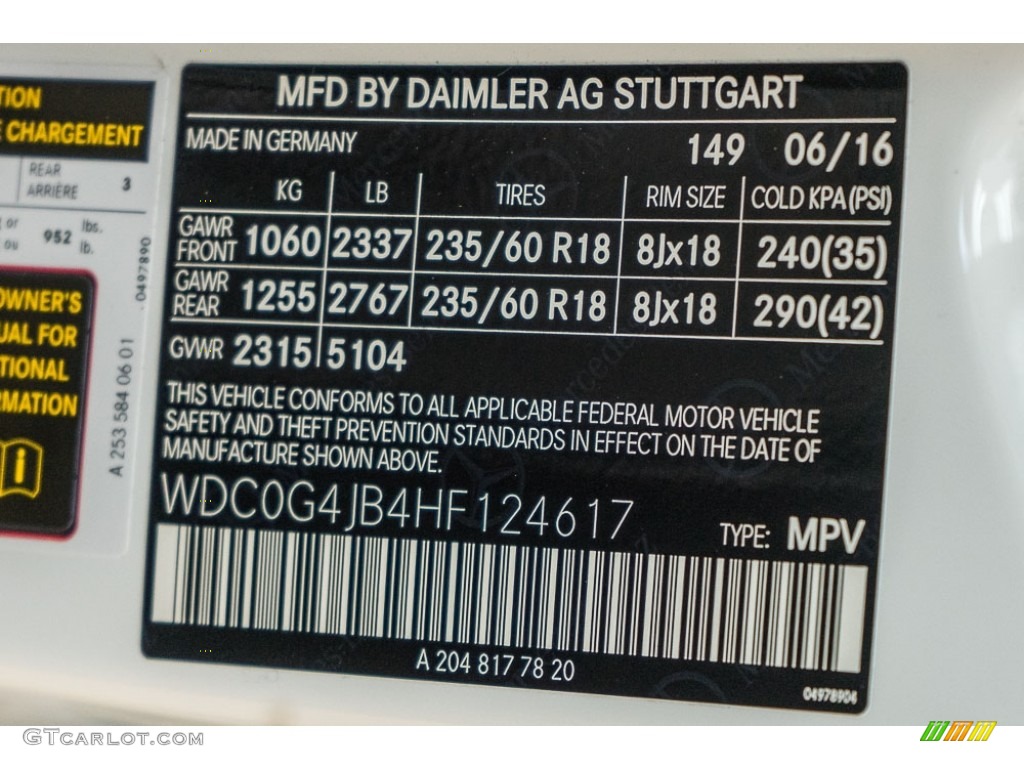 TION
E CHARGEMENT
REAR
ARRIÈRE 3
or
ou 952 lbs.
lb.
0497890
OWNER'S
UAL FOR
TIONAL
RMATION
A 253 584 06 01
MFD BY DAIMLER AG STUTTGART
MADE IN GERMANY 149 06/16
KG LB TIRES RIM SIZE COLD KPA(PSI)
GAWR FRONT 1060 2337 235/60 R18 8Jx18 240(35)
GAWR REAR 1255 2767 235/60 R18 8Jx18 290(42)
GVWR 2315 5104
THIS VEHICLE CONFORMS TO ALL APPLICABLE FEDERAL MOTOR VEHICLE
SAFETY AND THEFT PREVENTION STANDARDS IN EFFECT ON THE DATE OF
MANUFACTURE SHOWN ABOVE.
WDC0G4JB4HF124617
TYPE: MPV
A 204 817 78 20
04978904
GTCARLOT.COM